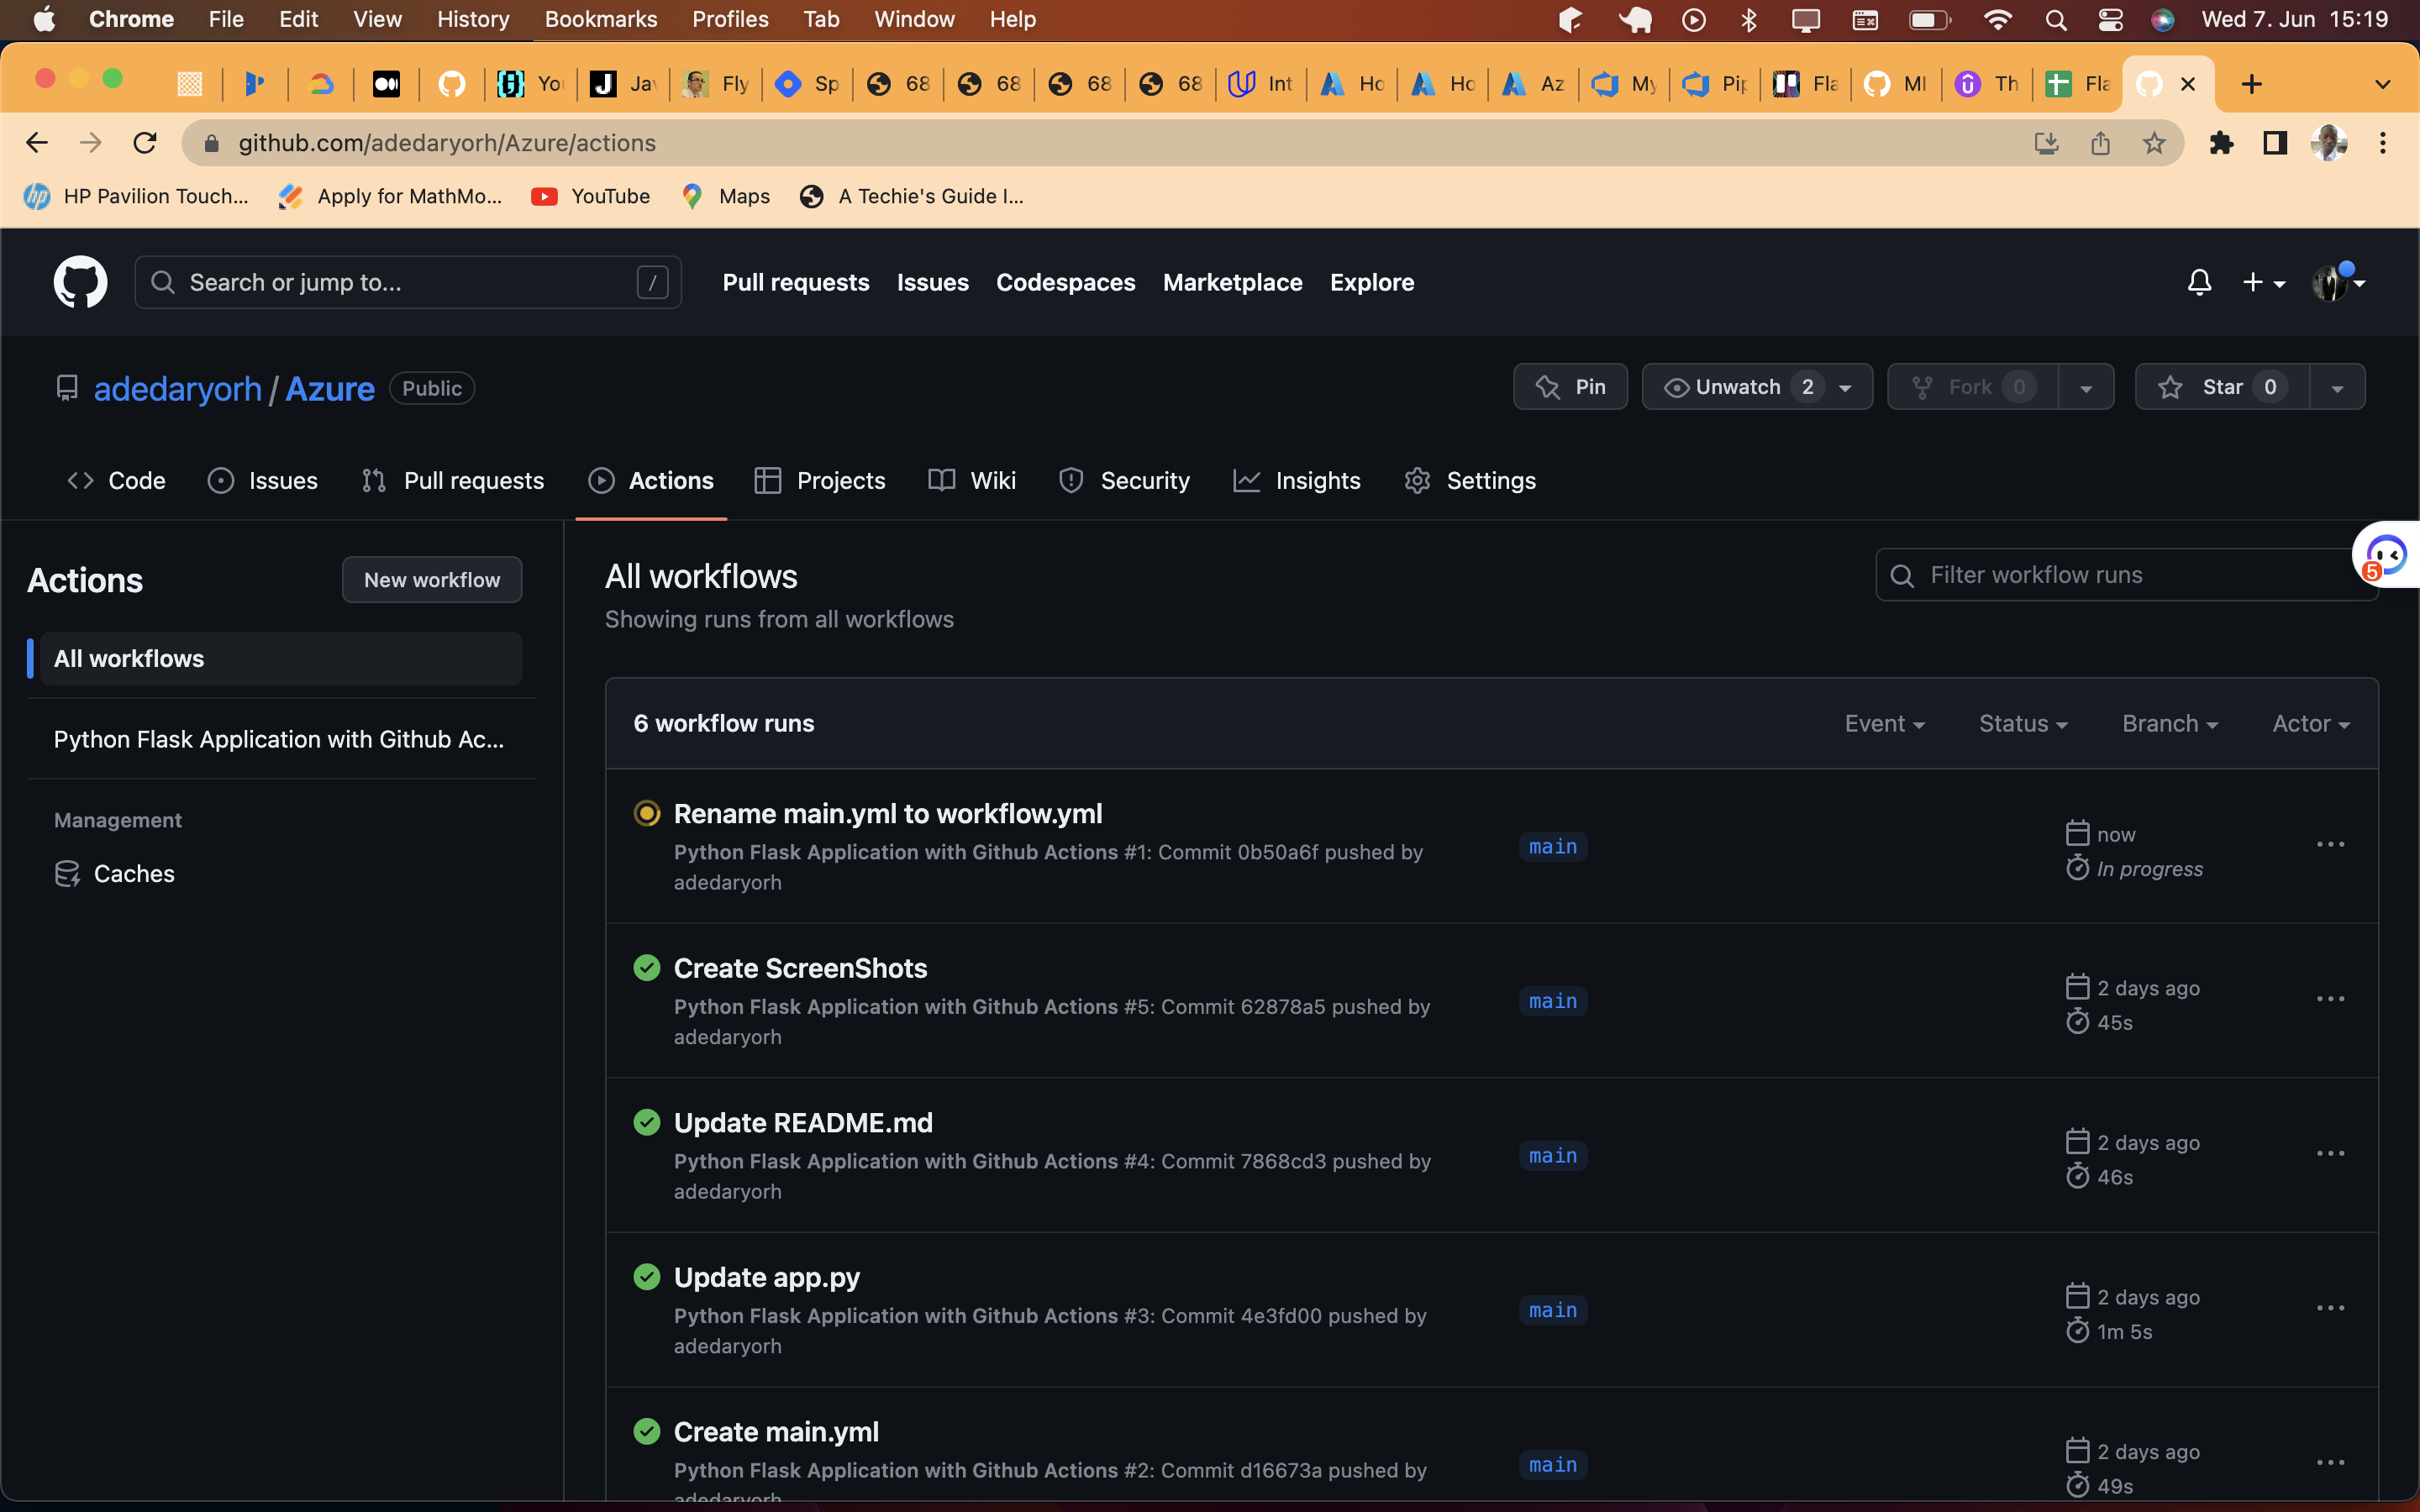 Chrome File Edit View History Bookmarks Profiles Tab Window Help Wed 7. Jun 15:19
You Jav Fly Sp 68 68 68 68 Int Ho Ho Az My Pip Fla MI Th Fla
github.com/adedaryorh/Azure/actions
HP Pavilion Touch... Apply for MathMo... YouTube Maps A Techie's Guide I...
Search or jump to... / Pull requests Issues Codespaces Marketplace Explore
adedaryorh / Azure Public Pin Unwatch 2 Fork 0 Star 0
Code Issues Pull requests Actions Projects Wiki Security Insights Settings
Actions New workflow
All workflows
Python Flask Application with Github Ac...
Management
Caches
All workflows
Showing runs from all workflows
Filter workflow runs
5
6 workflow runs Event Status Branch Actor
Rename main.yml to workflow.yml
Python Flask Application with Github Actions #1: Commit 0b50a6f pushed by
adedaryorh
main
now
In progress
Create ScreenShots
Python Flask Application with Github Actions #5: Commit 62878a5 pushed by
adedaryorh
main
2 days ago
45s
Update README.md
Python Flask Application with Github Actions #4: Commit 7868cd3 pushed by
adedaryorh
main
2 days ago
46s
Update app.py
Python Flask Application with Github Actions #3: Commit 4e3fd00 pushed by
adedaryorh
main
2 days ago
1m 5s
Create main.yml
Python Flask Application with Github Actions #2: Commit d16673a pushed by
adedaryorh
main
2 days ago
49s